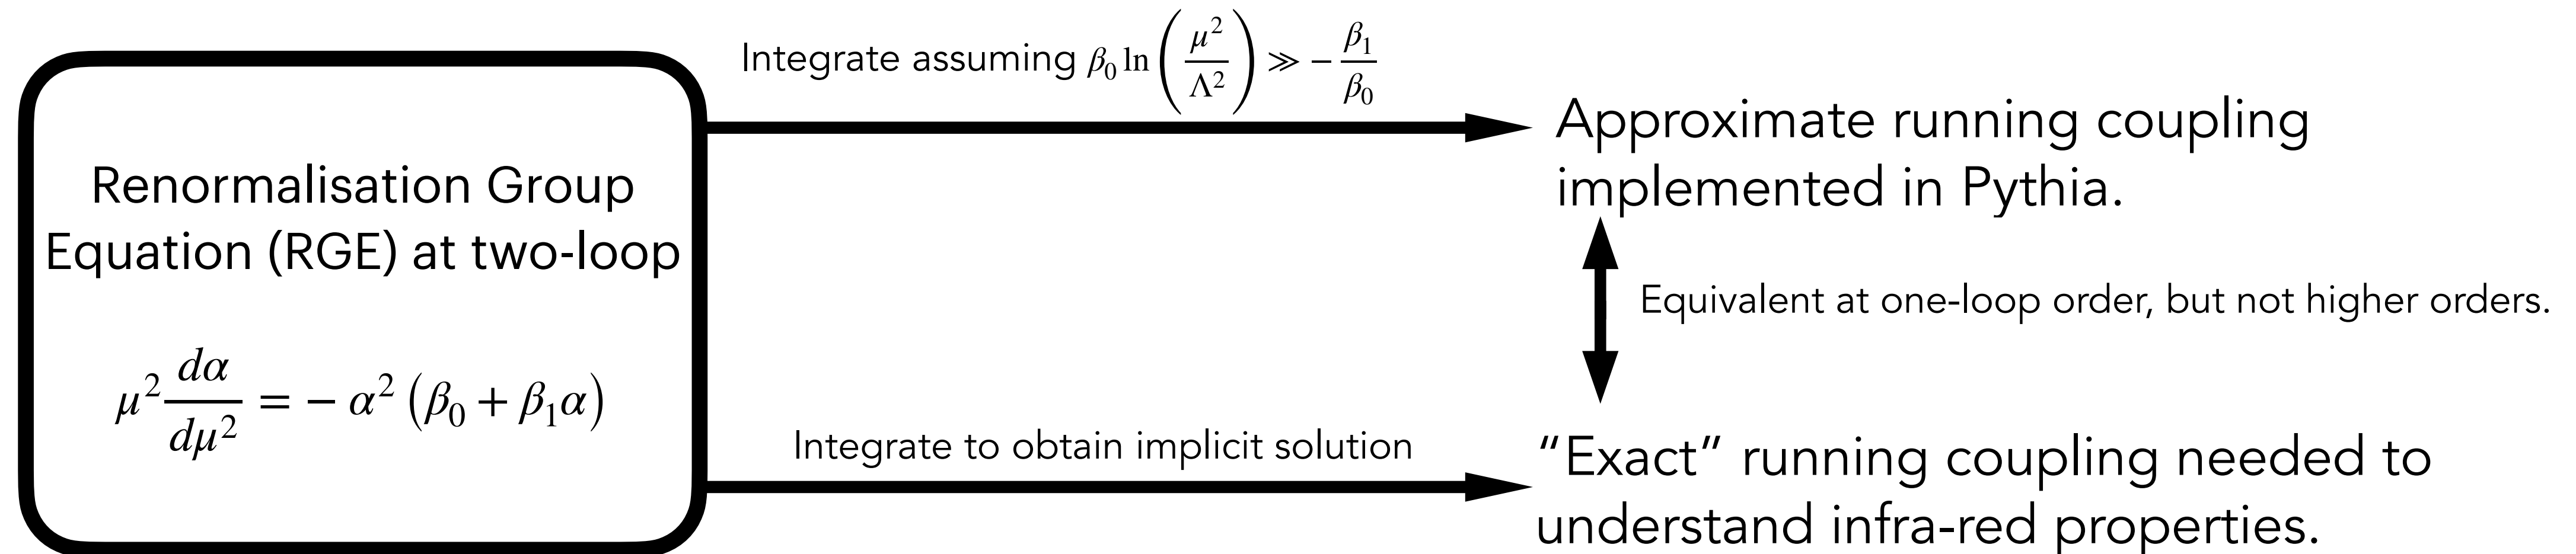 Integrate assuming β₀ ln(μ²/Λ²) ≫ − β₁/β₀
Approximate running coupling
implemented in Pythia.
Renormalisation Group
Equation (RGE) at two-loop
μ² dα/dμ² = − α² (β₀ + β₁α)
Equivalent at one-loop order, but not higher orders.
Integrate to obtain implicit solution
“Exact” running coupling needed to
understand infra-red properties.